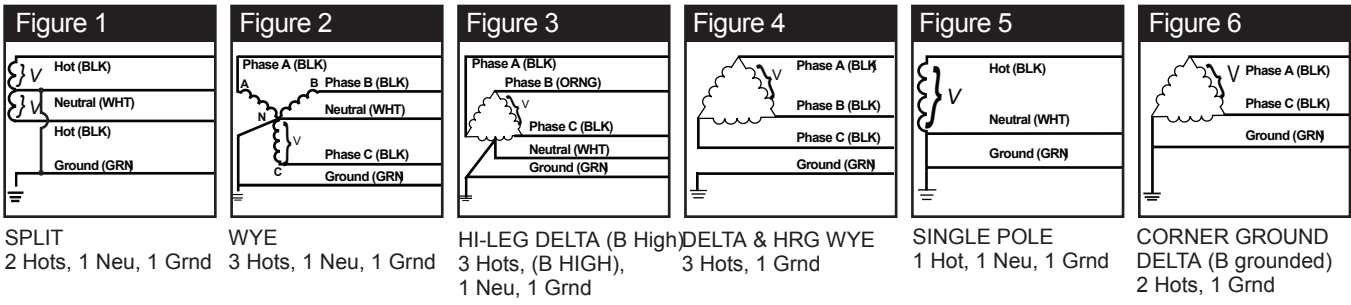 Figure 1
Hot (BLK)
V
Neutral (WHT)
V
Hot (BLK)
Ground (GRN)
SPLIT
2 Hots, 1 Neu, 1 Grnd
Figure 2
Phase A (BLK)
A
B Phase B (BLK)
Neutral (WHT)
N
V
Phase C (BLK)
C
Ground (GRN)
WYE
3 Hots, 1 Neu, 1 Grnd
Figure 3
Phase A (BLK)
Phase B (ORNG)
V
Phase C (BLK)
Neutral (WHT)
Ground (GRN)
HI-LEG DELTA (B High)
3 Hots, (B HIGH),
1 Neu, 1 Grnd
Figure 4
Phase A (BLK)
V
Phase B (BLK)
Phase C (BLK)
Ground (GRN)
DELTA & HRG WYE
3 Hots, 1 Grnd
Figure 5
Hot (BLK)
V
Neutral (WHT)
Ground (GRN)
SINGLE POLE
1 Hot, 1 Neu, 1 Grnd
Figure 6
V Phase A (BLK)
Phase C (BLK)
Ground (GRN)
CORNER GROUND
DELTA (B grounded)
2 Hots, 1 Grnd